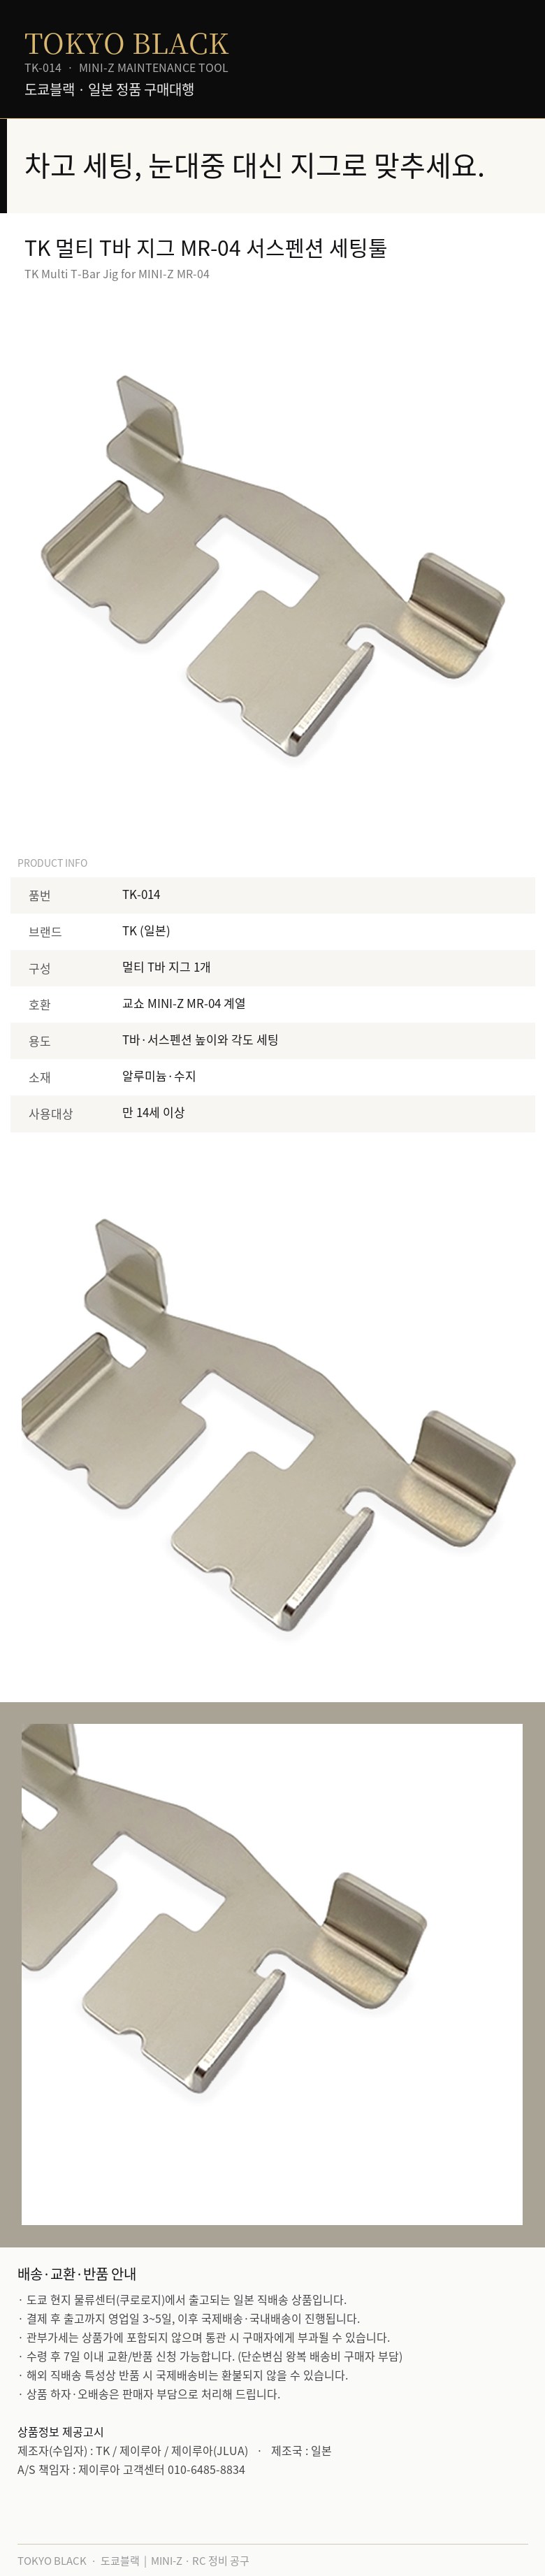 TOKYO BLACK
TK-014 · MINI-Z MAINTENANCE TOOL
도쿄블랙 · 일본 정품 구매대행
차고 세팅, 눈대중 대신 지그로 맞추세요.
TK 멀티 T바 지그 MR-04 서스펜션 세팅툴
TK Multi T-Bar Jig for MINI-Z MR-04
PRODUCT INFO
품번 TK-014
브랜드 TK (일본)
구성 멀티 T바 지그 1개
호환 교쇼 MINI-Z MR-04 계열
용도 T바·서스펜션 높이와 각도 세팅
소재 알루미늄·수지
사용대상 만 14세 이상
배송·교환·반품 안내
· 도쿄 현지 물류센터(쿠로로지)에서 출고되는 일본 직배송 상품입니다.
· 결제 후 출고까지 영업일 3~5일, 이후 국제배송·국내배송이 진행됩니다.
· 관부가세는 상품가에 포함되지 않으며 통관 시 구매자에게 부과될 수 있습니다.
· 수령 후 7일 이내 교환/반품 신청 가능합니다. (단순변심 왕복 배송비 구매자 부담)
· 해외 직배송 특성상 반품 시 국제배송비는 환불되지 않을 수 있습니다.
· 상품 하자·오배송은 판매자 부담으로 처리해 드립니다.
상품정보 제공고시
제조자(수입자) : TK / 제이루아 / 제이루아(JLUA) · 제조국 : 일본
A/S 책임자 : 제이루아 고객센터 010-6485-8834
TOKYO BLACK · 도쿄블랙 | MINI-Z · RC 정비 공구